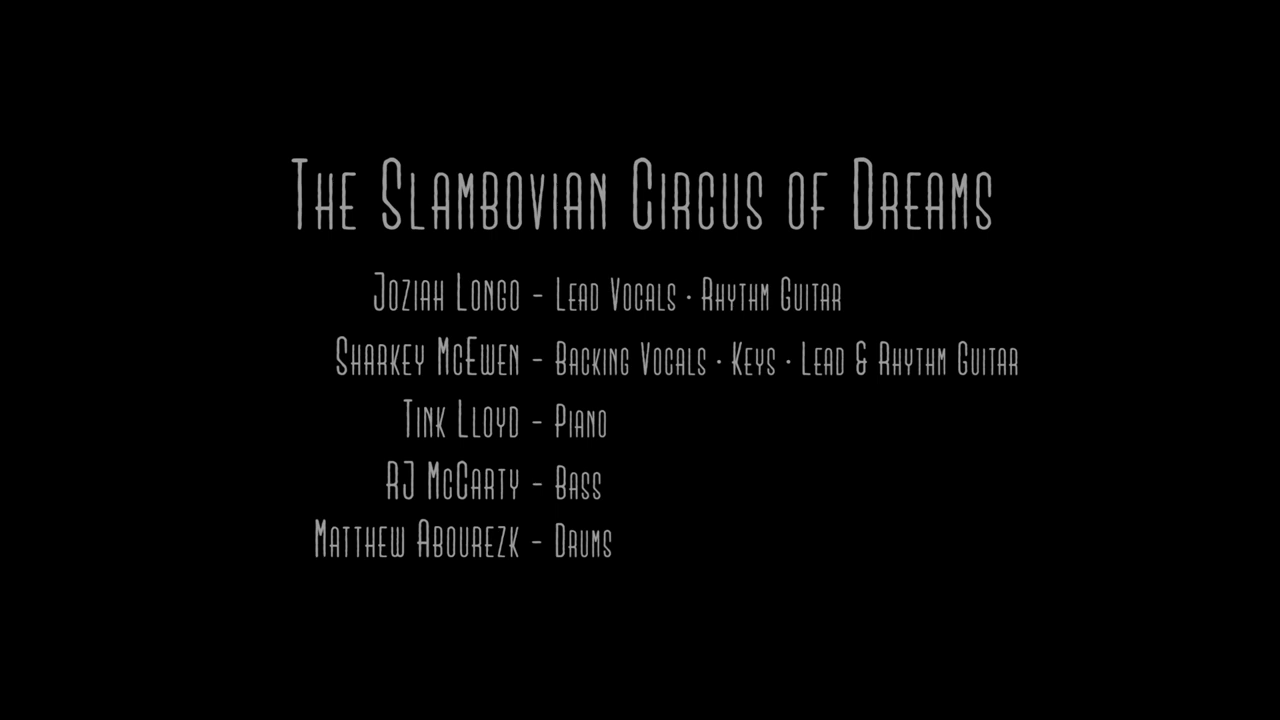 The Slambovian Circus of Dreams
Joziah Longo - Lead Vocals · Rhythm Guitar
Sharkey McEwen - Backing Vocals · Keys · Lead & Rhythm Guitar
Tink Lloyd - Piano
RJ McCarty - Bass
Matthew Abourezk - Drums